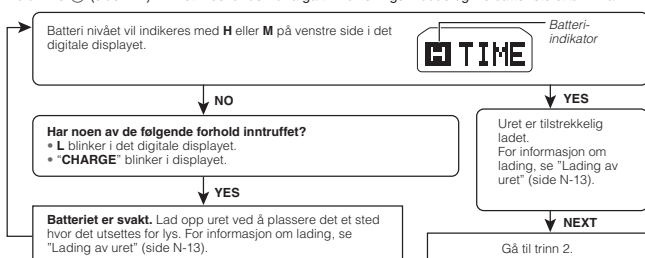 Batteri nivået vil indikeres med H eller M på venstre side i det
digitale displayet.
H TIME
Batteri-
indikator
NO
YES
Har noen av de følgende forhold inntruffet?
• L blinker i det digitale displayet.
• "CHARGE" blinker i displayet.
Uret er tilstrekkelig
ladet.
For informasjon om
lading, se "Lading av
uret" (side N-13).
YES
Batteriet er svakt. Lad opp uret ved å plassere det et sted
hvor det utsettes for lys. For informasjon om lading, se
"Lading av uret" (side N-13).
NEXT
Gå til trinn 2.